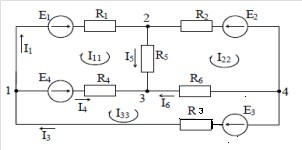 E1 R1 2 R2 E2
I1 I11 I5 R5 I22
E4 R4 R6
1 I4 3 I6 4
I33 R3 E3
I3